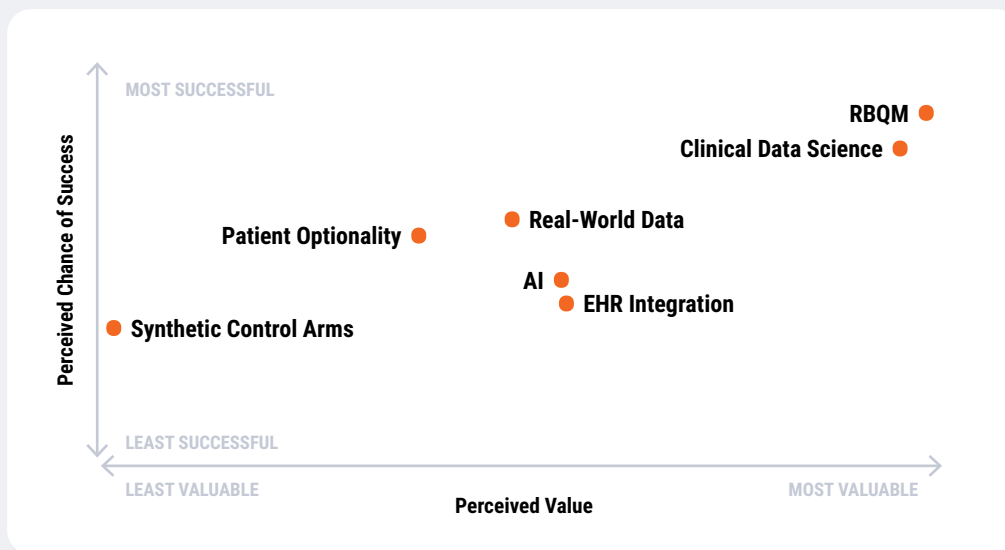 MOST SUCCESSFUL
RBQM
Clinical Data Science
Real-World Data
Patient Optionality
AI
EHR Integration
Synthetic Control Arms
Perceived Chance of Success
LEAST SUCCESSFUL
LEAST VALUABLE
MOST VALUABLE
Perceived Value